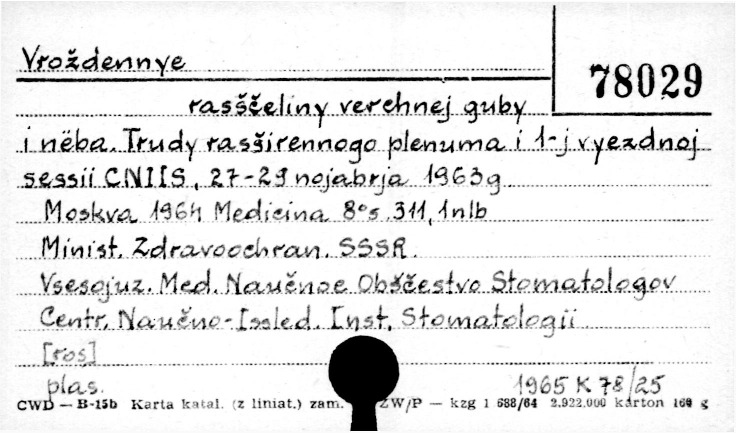 Vroždennye
78029
rasščeliny verchnej guby
i nëba. Trudy rasširennogo plenuma i 1-j vyezdnoj
sessii CNIIS, 27-29 nojabrja 1963g.
Moskva 1964 Medicina 8° s. 311, 1nlb
Minist. Zdravoochran. SSSR.
Vsesojuz. Med. Naučnoe Obščestvo Stomatologov
Centr. Naučno-Issled. Inst. Stomatologii
[ros]
plas. 1965 K 78/25
CWD — B-15b Karta katal. (z liniat.) zam. ZW/P — kzg 1 688/64 2.922.000 karton 160 g